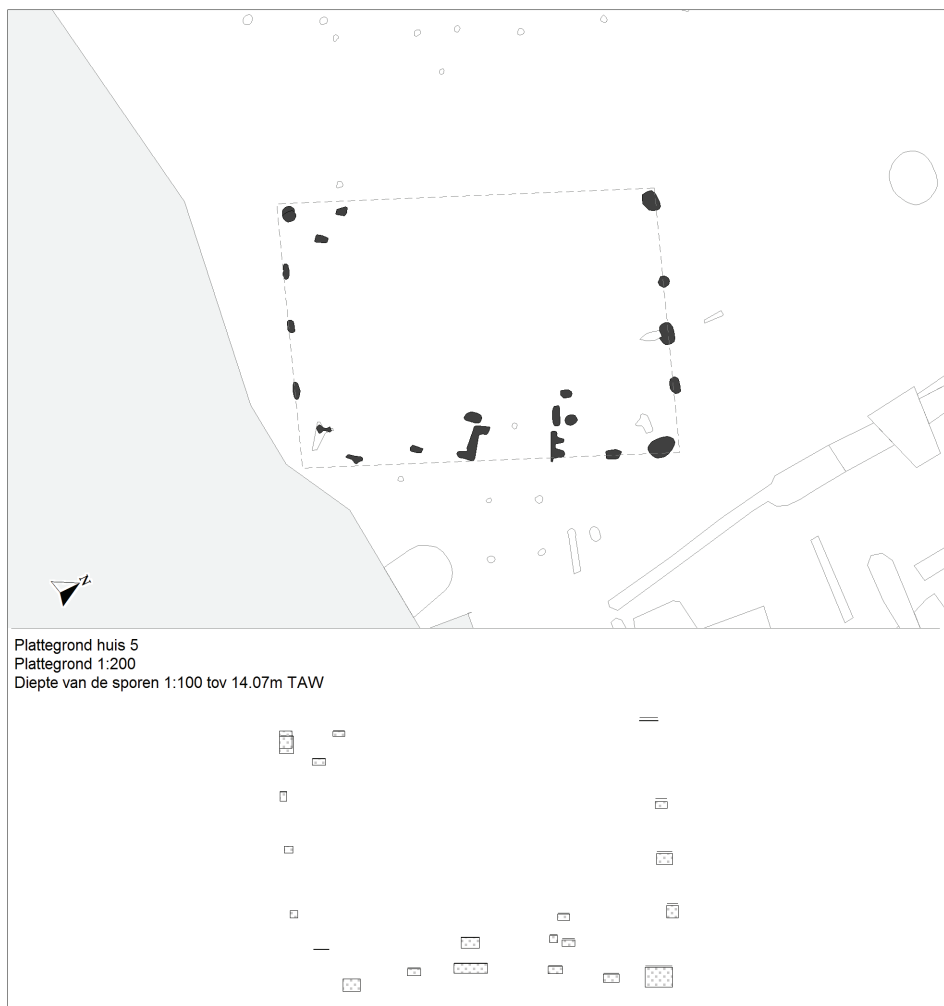 N
Plattegrond huis 5
Plattegrond 1:200
Diepte van de sporen 1:100 tov 14.07m TAW